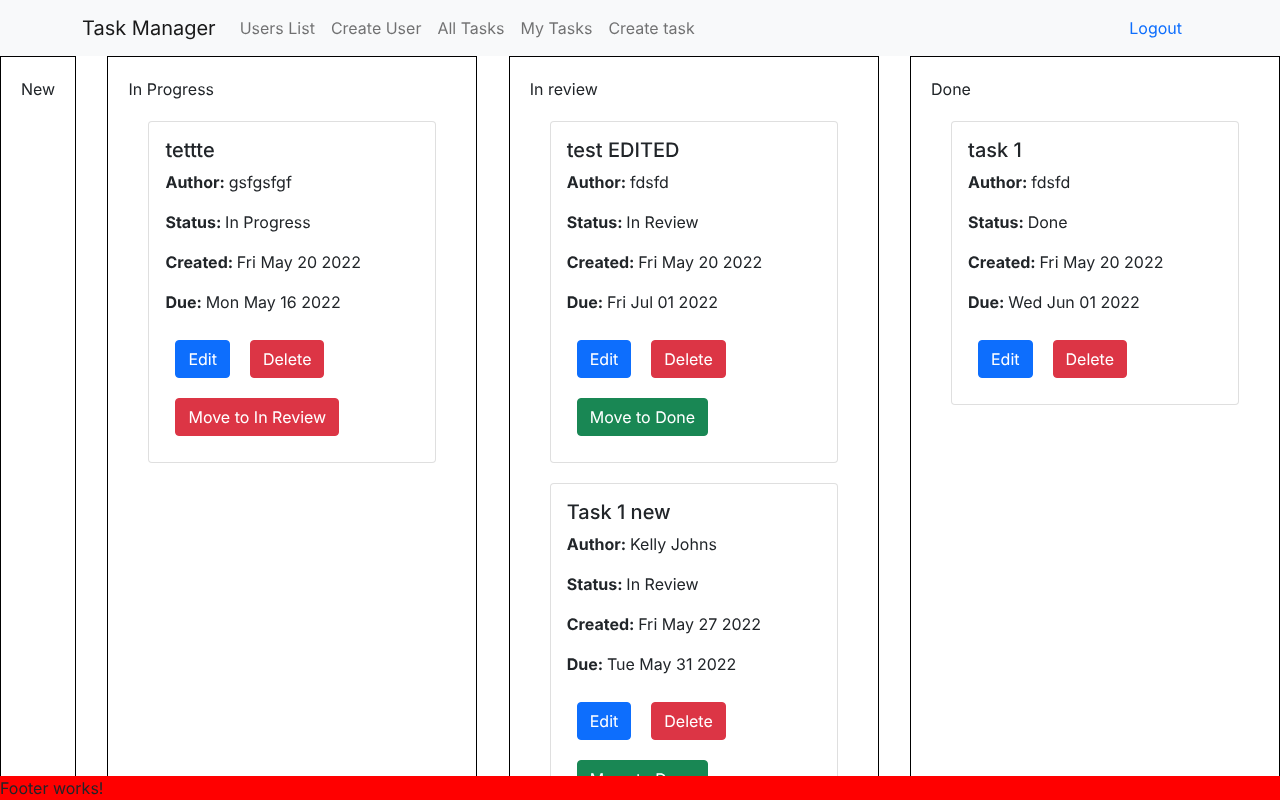 Task Manager
Users List
Create User
All Tasks
My Tasks
Create task
Logout
New
In Progress
tettte
Author: gsfgsfgf
Status: In Progress
Created: Fri May 20 2022
Due: Mon May 16 2022
Edit
Delete
Move to In Review
In review
test EDITED
Author: fdsfd
Status: In Review
Created: Fri May 20 2022
Due: Fri Jul 01 2022
Edit
Delete
Move to Done
Task 1 new
Author: Kelly Johns
Status: In Review
Created: Fri May 27 2022
Due: Tue May 31 2022
Edit
Delete
Done
task 1
Author: fdsfd
Status: Done
Created: Fri May 20 2022
Due: Wed Jun 01 2022
Edit
Delete
Footer works!